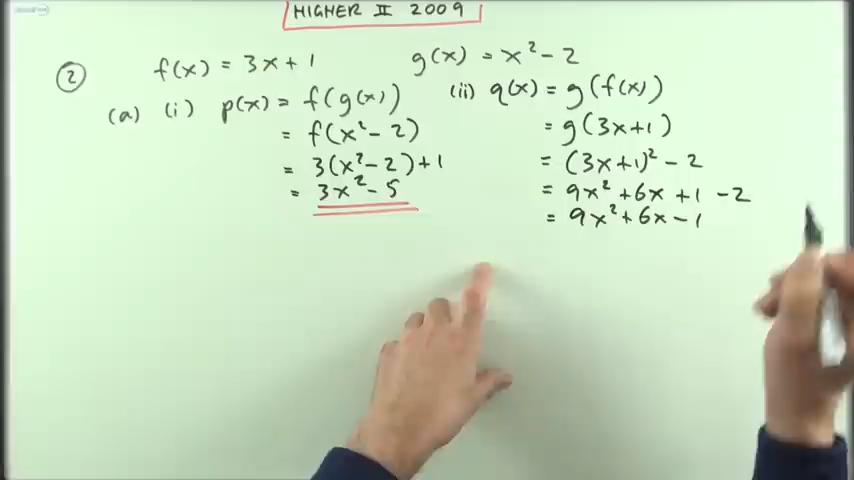 HIGHER II 2009
② f(x) = 3x + 1 g(x) = x² - 2
(a) (i) p(x) = f(g(x))
= f(x² - 2)
= 3(x² - 2) + 1
= 3x² - 5
(ii) q(x) = g(f(x))
= g(3x+1)
= (3x+1)² - 2
= 9x² + 6x + 1 - 2
= 9x² + 6x - 1